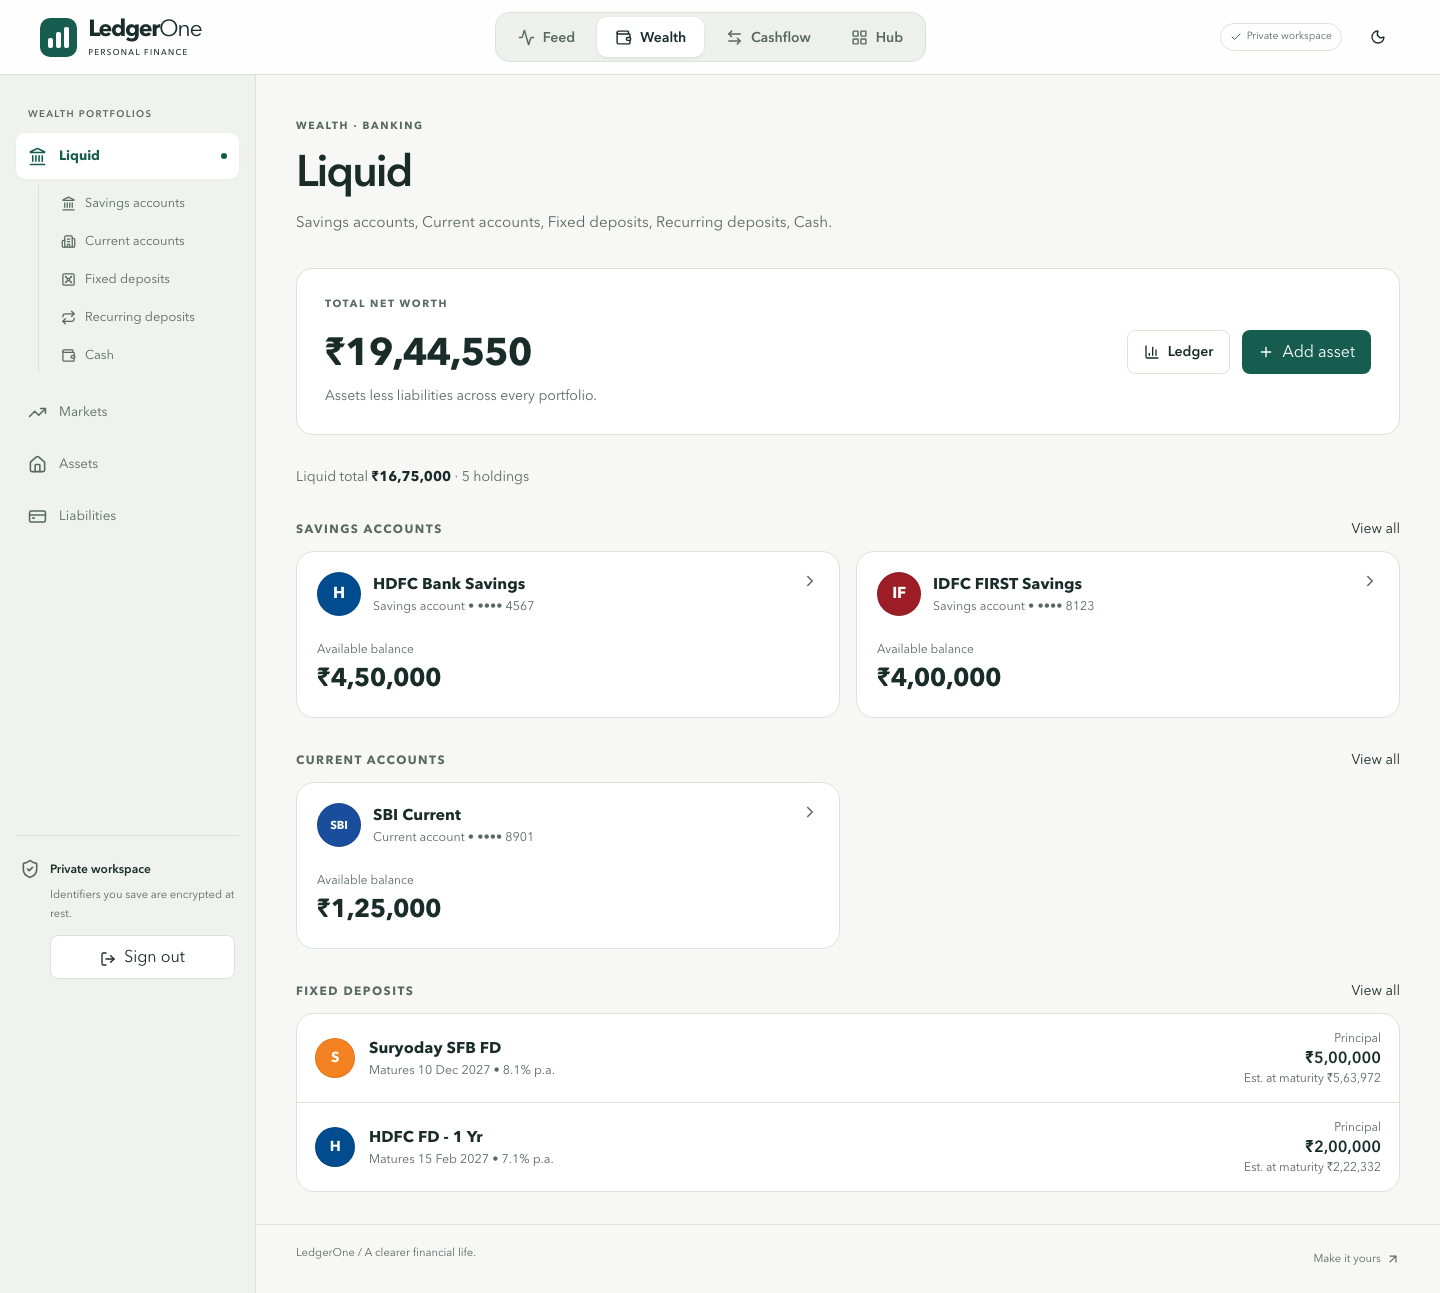 LedgerOne
PERSONAL FINANCE
Feed
Wealth
Cashflow
Hub
Private workspace
WEALTH PORTFOLIOS
Liquid
Savings accounts
Current accounts
Fixed deposits
Recurring deposits
Cash
Markets
Assets
Liabilities
Private workspace
Identifiers you save are encrypted at
rest.
Sign out
WEALTH · BANKING
Liquid
Savings accounts, Current accounts, Fixed deposits, Recurring deposits, Cash.
TOTAL NET WORTH
₹19,44,550
Assets less liabilities across every portfolio.
Ledger
Add asset
Liquid total ₹16,75,000 · 5 holdings
SAVINGS ACCOUNTS
View all
H
HDFC Bank Savings
Savings account • •••• 4567
Available balance
₹4,50,000
IF
IDFC FIRST Savings
Savings account • •••• 8123
Available balance
₹4,00,000
CURRENT ACCOUNTS
View all
SBI
SBI Current
Current account • •••• 8901
Available balance
₹1,25,000
FIXED DEPOSITS
View all
S
Suryoday SFB FD
Matures 10 Dec 2027 • 8.1% p.a.
Principal
₹5,00,000
Est. at maturity ₹5,63,972
H
HDFC FD - 1 Yr
Matures 15 Feb 2027 • 7.1% p.a.
Principal
₹2,00,000
Est. at maturity ₹2,22,332
LedgerOne / A clearer financial life.
Make it yours